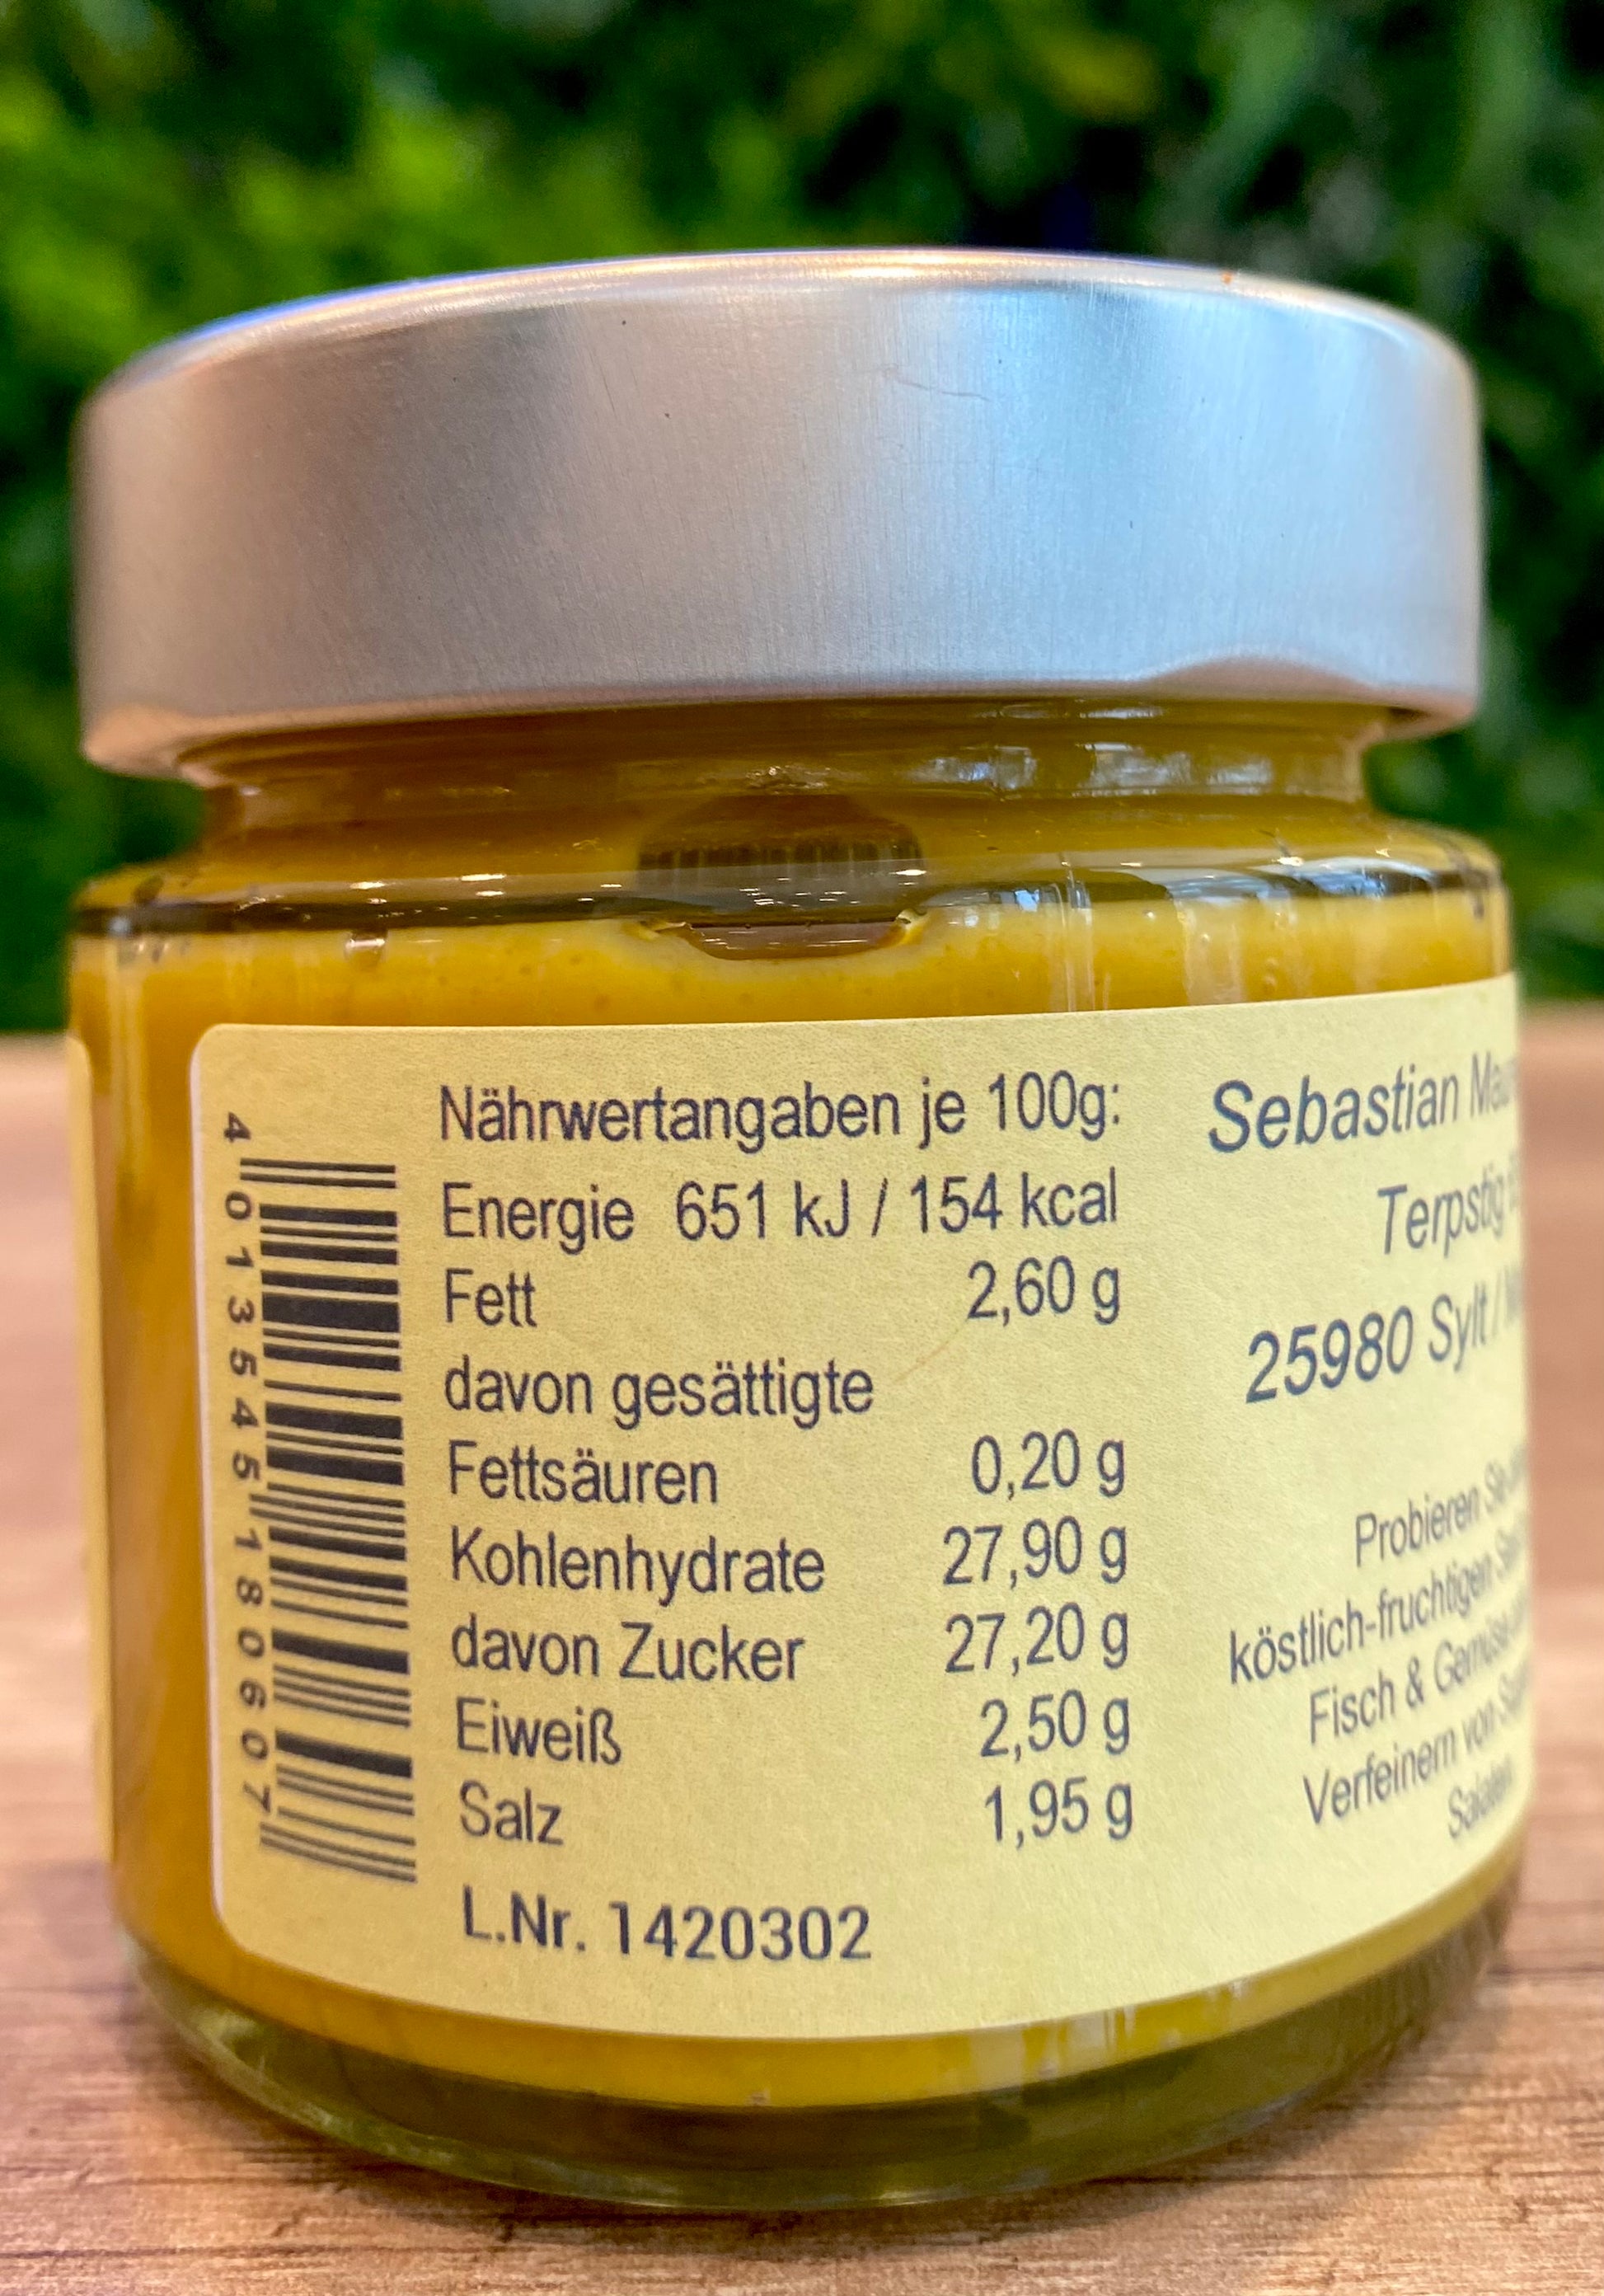 4 013545 180607
Nährwertangaben je 100g:
Energie 651 kJ / 154 kcal
Fett 2,60 g
davon gesättigte
Fettsäuren 0,20 g
Kohlenhydrate 27,90 g
davon Zucker 27,20 g
Eiweiß 2,50 g
Salz 1,95 g
L.Nr. 1420302
Sebastian
Terpstig
25980 Sylt /
Probieren Sie
köstlich-fruchtigen
Fisch & Gemüse
Verfeinern von